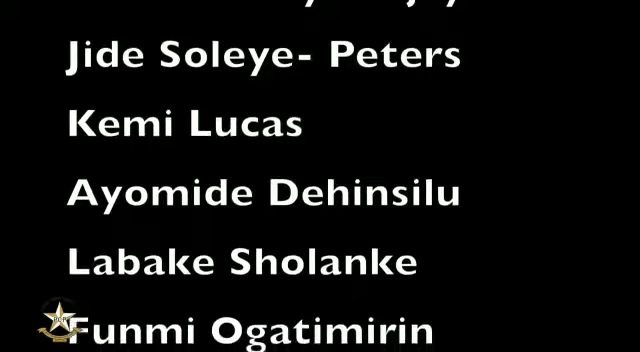 Jide Soleye- Peters
Kemi Lucas
Ayomide Dehinsilu
Labake Sholanke
Funmi Ogatimirin